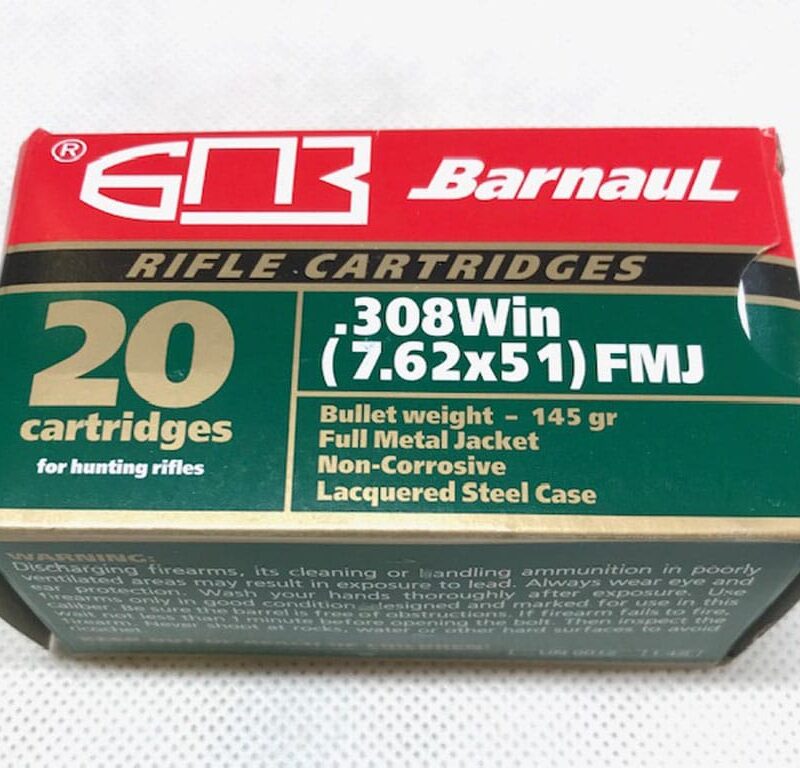 ® БПЗ Barnaul
RIFLE CARTRIDGES
20
cartridges
for hunting rifles
.308Win
(7.62x51) FMJ
Bullet weight – 145 gr
Full Metal Jacket
Non-Corrosive
Lacquered Steel Case
WARNING:
Discharging firearms, its cleaning or handling ammunition in poorly
ventilated areas may result in exposure to lead. Always wear eye and
ear protection. Wash your hands thoroughly after exposure. Use
firearms only in good condition designed and marked for use in this
caliber. Be sure the barrel is free of obstructions. If firearm fails to fire,
wait not less than 1 minute before opening the bolt. Then inspect the
firearm. Never shoot at rocks, water or other hard surfaces to avoid
CHILDREN!
UN 0012 1.4S